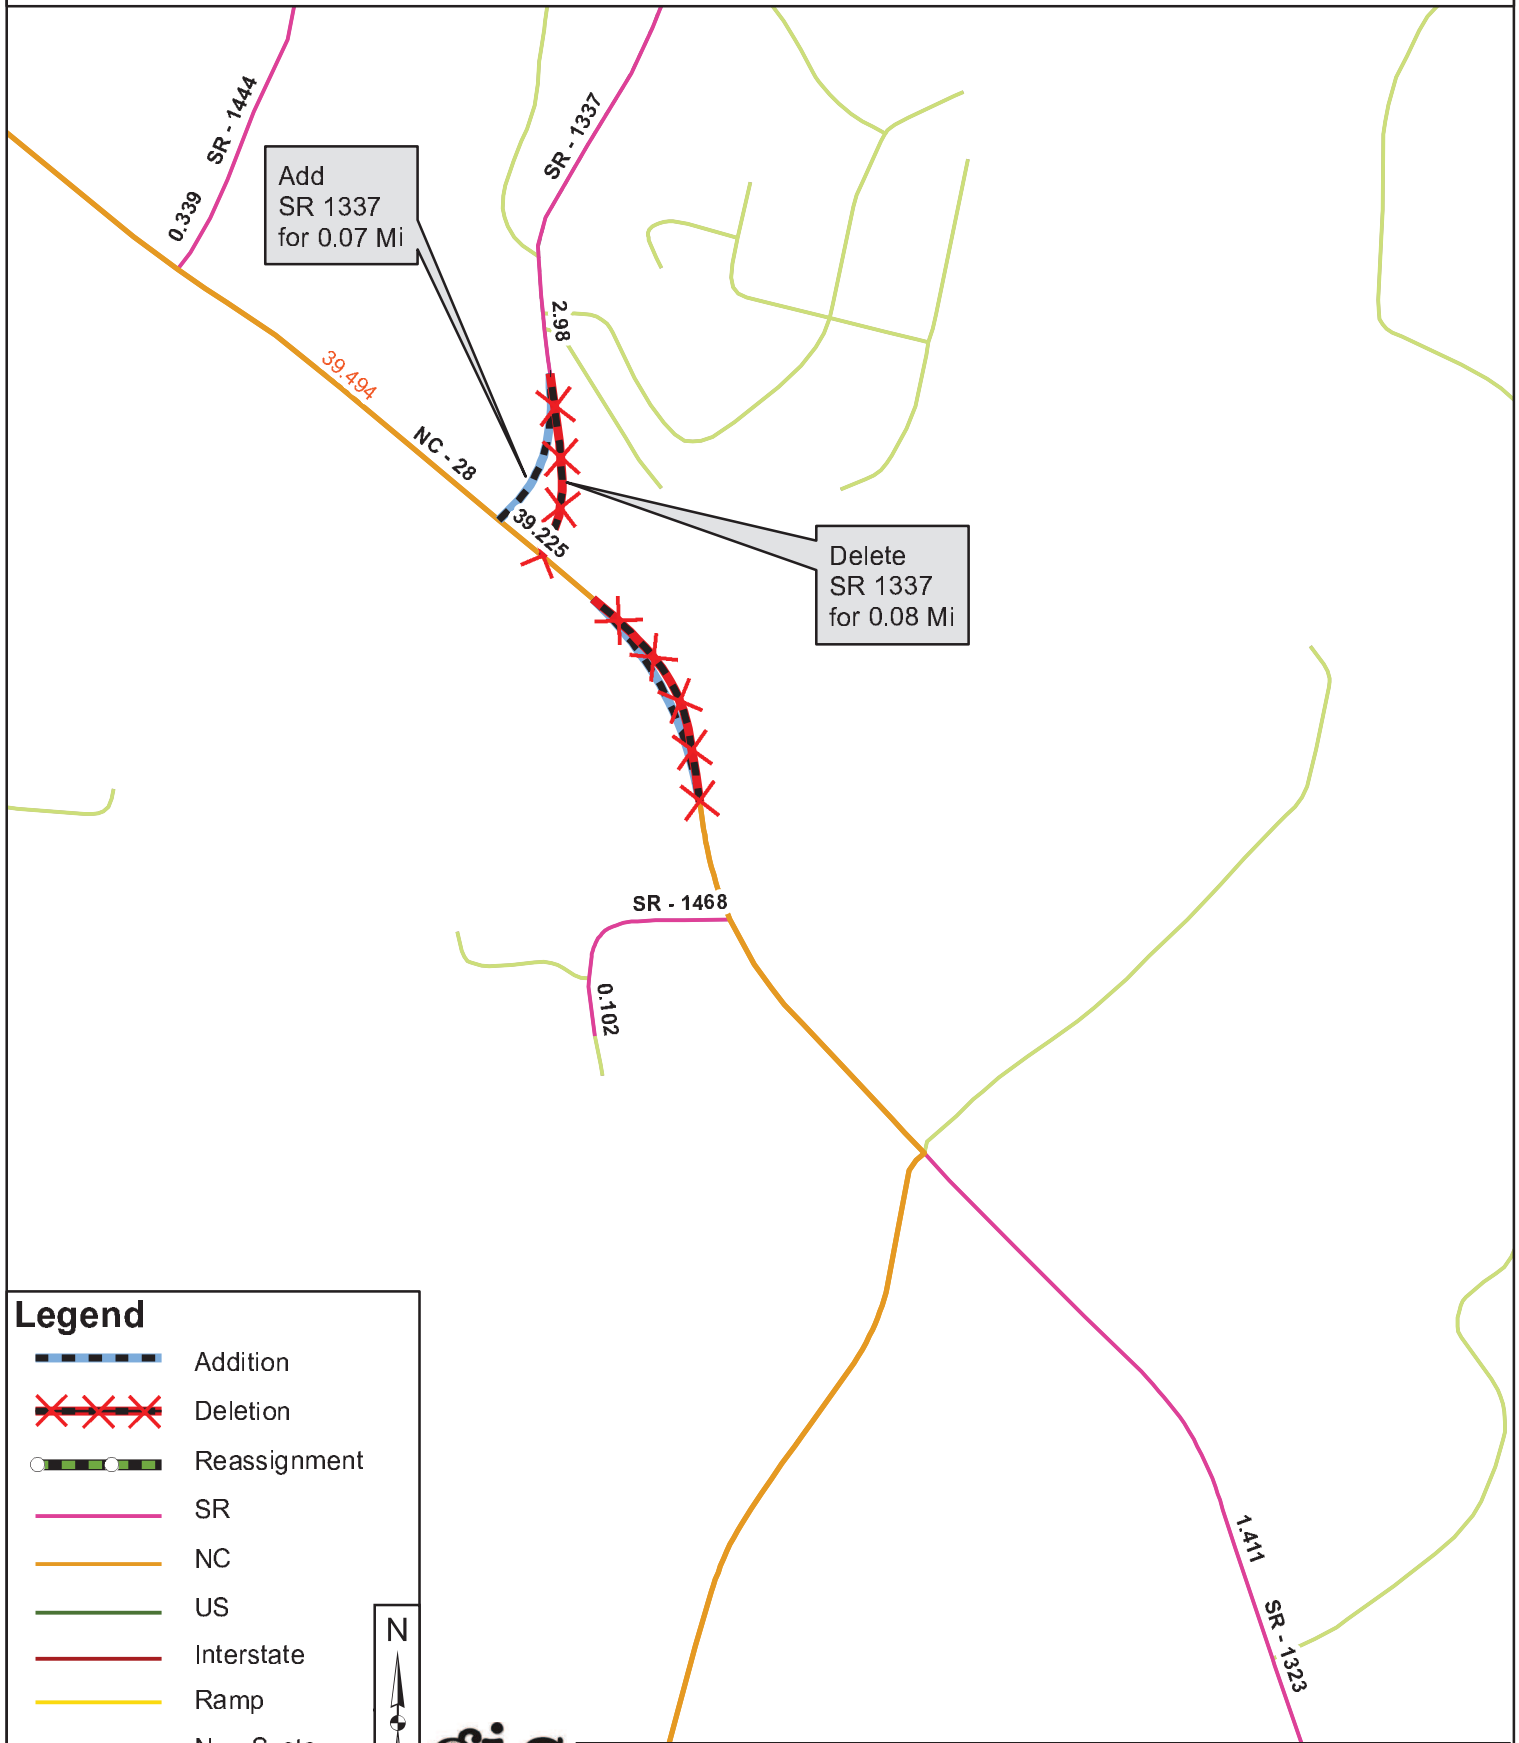 SR - 1444
0.339
SR - 1337
Add
SR 1337
for 0.07 Mi
2.98
39.494
NC - 28
39.225
Delete
SR 1337
for 0.08 Mi
SR - 1468
0.102
1.411
SR - 1323
Legend
Addition
Deletion
Reassignment
SR
NC
US
Interstate
Ramp
N